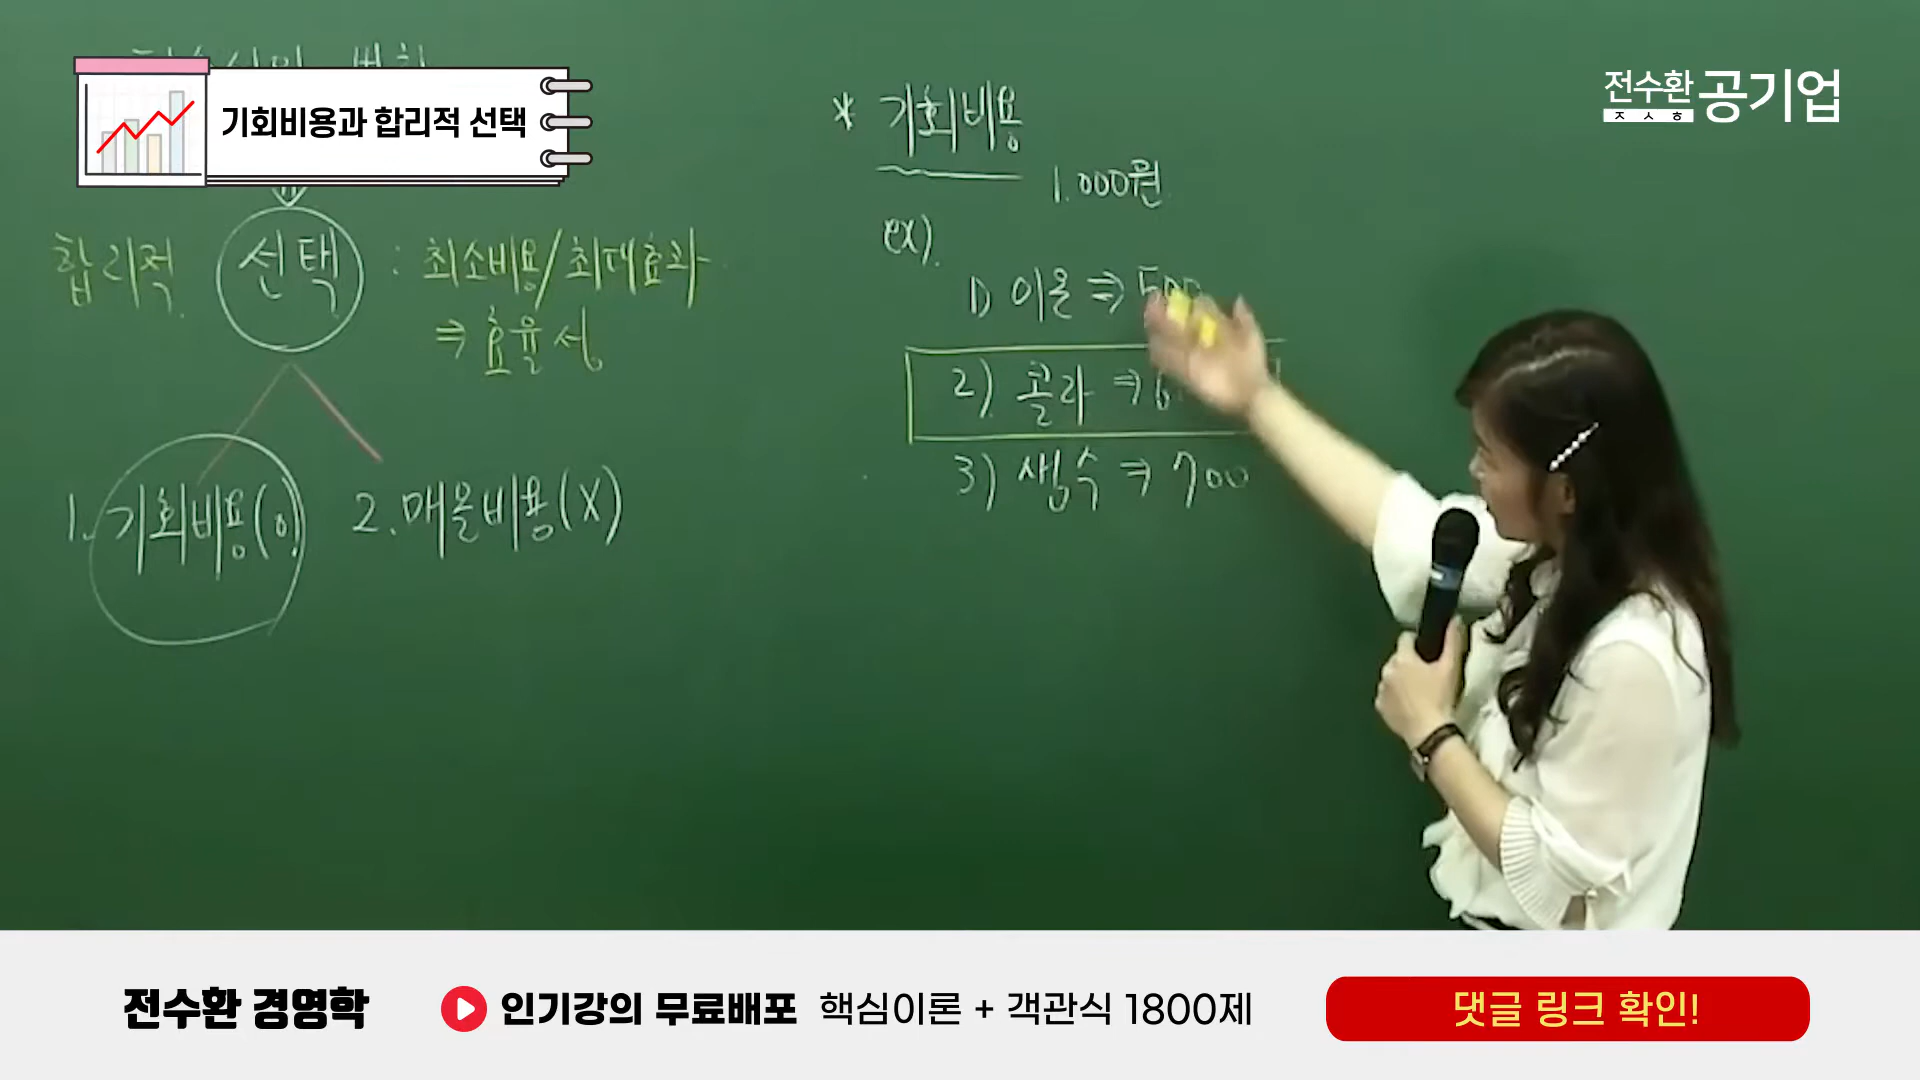 기회비용과 합리적 선택
전수환 공기업
ㅈㅅㅎ
합리적 선택 : 최소비용/최대효과
⇒ 효율성
1. 기회비용(O) 2. 매몰비용(X)
* 기회비용
1.000원
ex).
1) 이온 ⇒ 500
2) 콜라 ⇒
3) 생수 ⇒ 700
전수환 경영학
인기강의 무료배포 핵심이론 + 객관식 1800제
댓글 링크 확인!